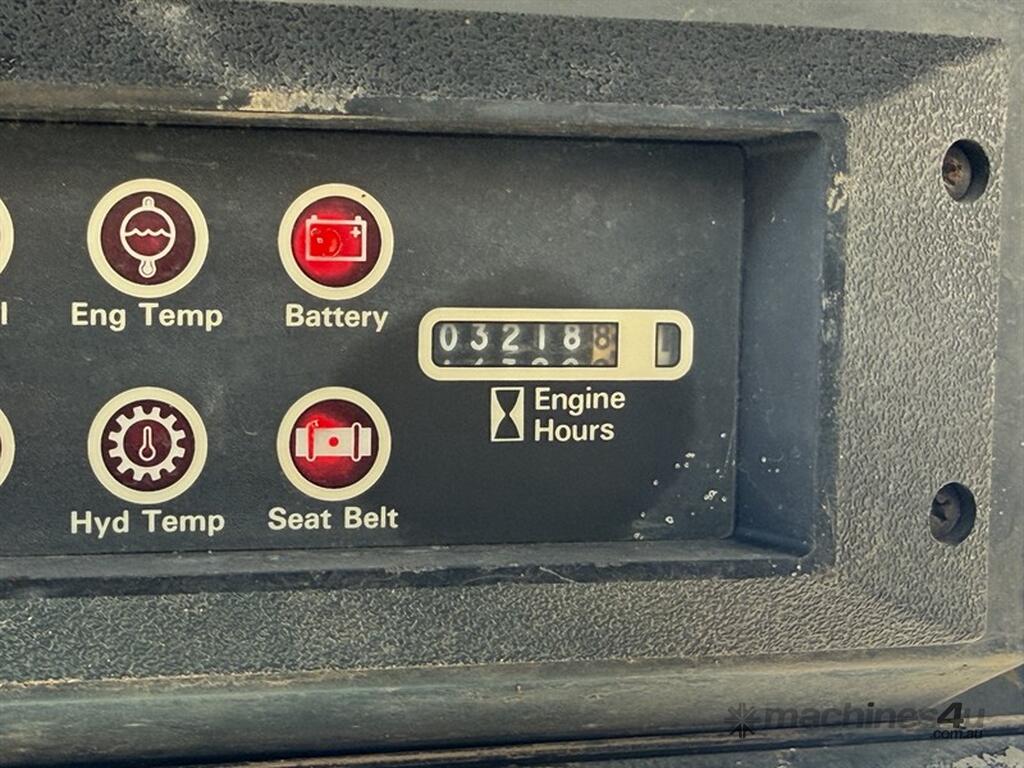 l
Eng Temp
Battery
032188
Engine
Hours
Hyd Temp
Seat Belt
machines4u
.com.au